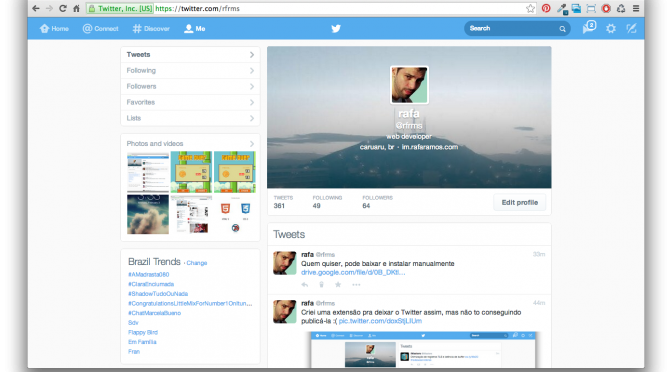 Twitter, Inc. [US] https://twitter.com/rfrms
Home Connect Discover Me Search 2
Tweets
Following
Followers
Favorites
Lists
rafa
@rfrms
web developer
caruaru, br · im.rafaramos.com
TWEETS FOLLOWING FOLLOWERS
361 49 64
Edit profile
Photos and videos
Brazil Trends · Change
#AMadrasta080
#ClaraEnclumada
#ShadowTudoOuNada
#CongratulationsLittleMixForNumber1Onitun...
#ChatMarcelaBueno
Sdv
Flappy Bird
Em Família
Fran
Tweets
rafa @rfrms 33m
Quem quiser, pode baixar e instalar manualmente
drive.google.com/file/d/0B_DKti...
rafa @rfrms 44m
Criei uma extensão pra deixar o Twitter assim, mas não to conseguindo
publicá-la :( pic.twitter.com/doxStjLIUm